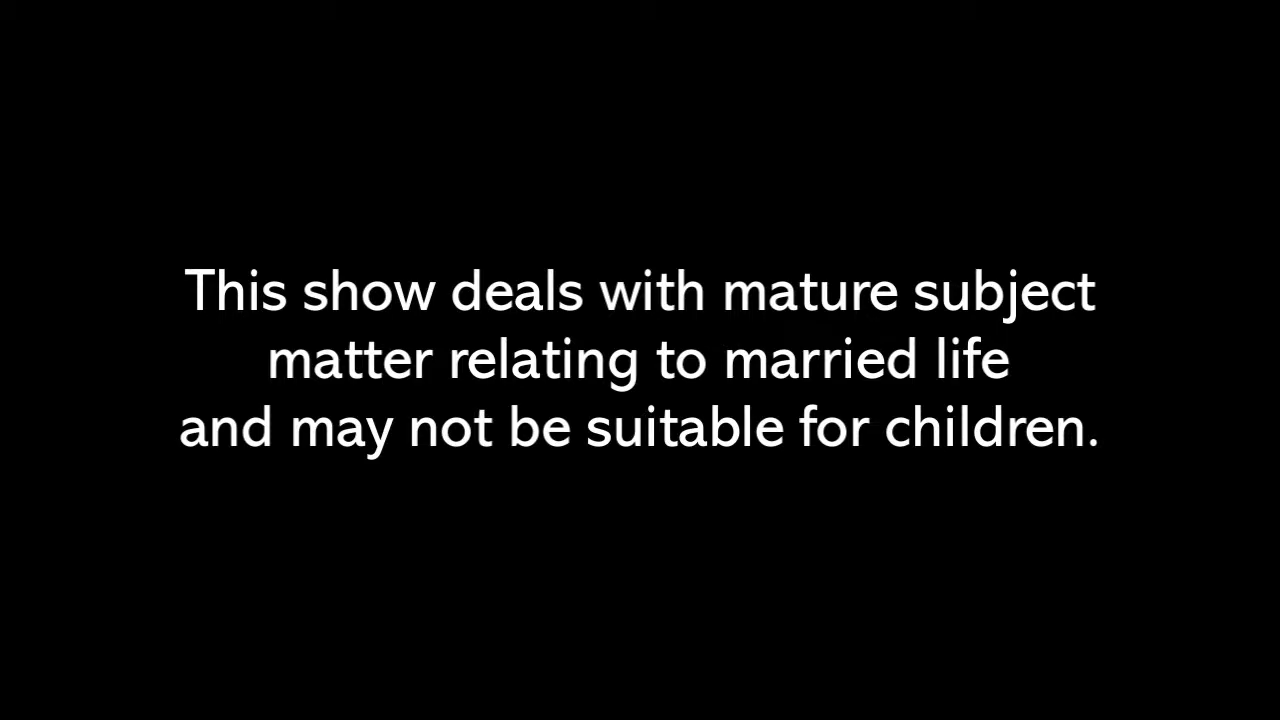 This show deals with mature subject
matter relating to married life
and may not be suitable for children.